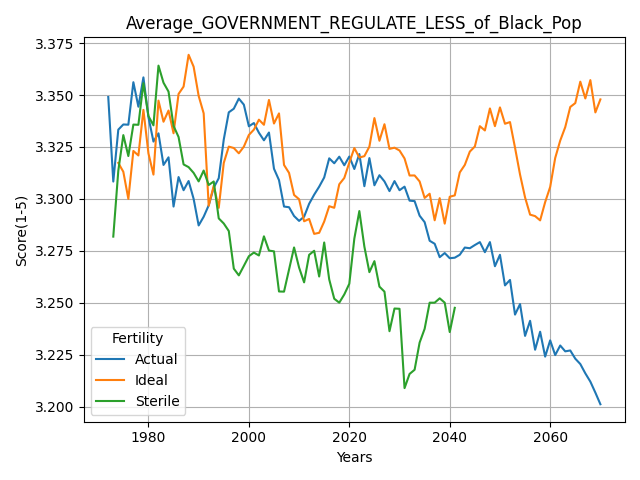 Average_GOVERNMENT_REGULATE_LESS_of_Black_Pop
3.375
3.350
3.325
3.300
3.275
3.250
3.225
3.200
Score(1-5)
Fertility
Actual
Ideal
Sterile
1980
2000
2020
2040
2060
Years